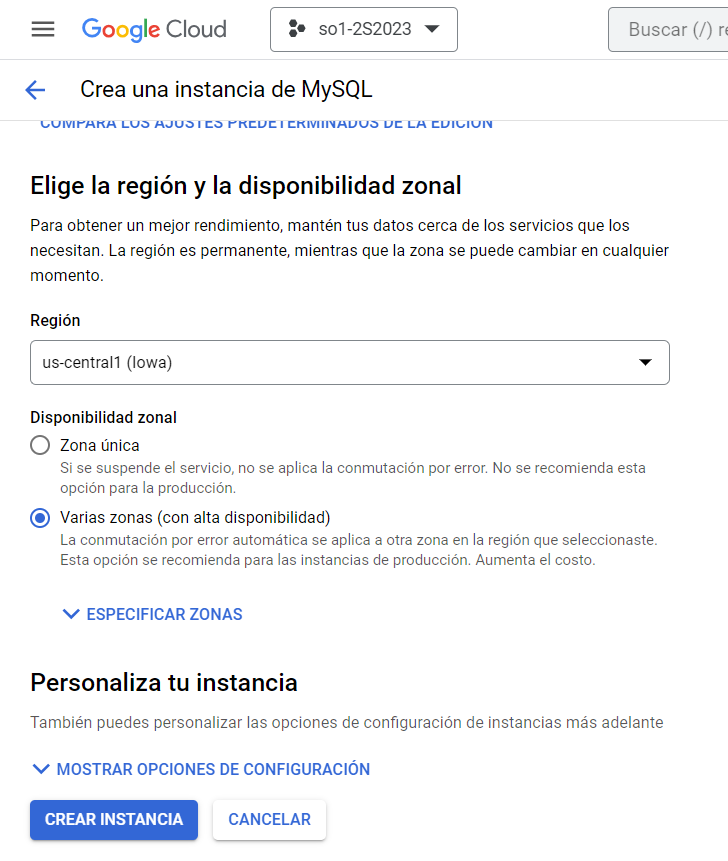 Google Cloud
so1-2S2023
Buscar (/) re
Crea una instancia de MySQL
COMPARA LOS AJUSTES PREDETERMINADOS DE LA EDICIÓN
Elige la región y la disponibilidad zonal
Para obtener un mejor rendimiento, mantén tus datos cerca de los servicios que los
necesitan. La región es permanente, mientras que la zona se puede cambiar en cualquier
momento.
Región
us-central1 (Iowa)
Disponibilidad zonal
Zona única
Si se suspende el servicio, no se aplica la conmutación por error. No se recomienda esta
opción para la producción.
Varias zonas (con alta disponibilidad)
La conmutación por error automática se aplica a otra zona en la región que seleccionaste.
Esta opción se recomienda para las instancias de producción. Aumenta el costo.
ESPECIFICAR ZONAS
Personaliza tu instancia
También puedes personalizar las opciones de configuración de instancias más adelante
MOSTRAR OPCIONES DE CONFIGURACIÓN
CREAR INSTANCIA
CANCELAR